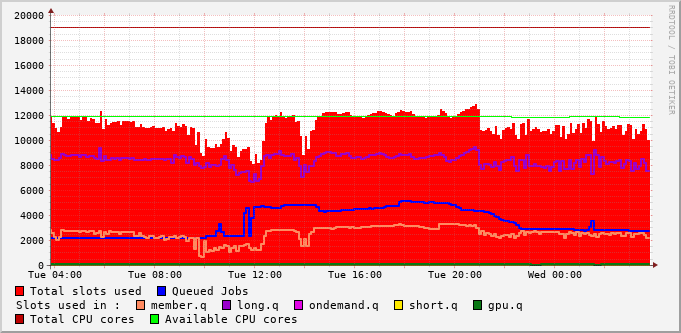 RRDTOOL / TOBI OETIKER
20000
18000
16000
14000
12000
10000
8000
6000
4000
2000
0
Tue 04:00 Tue 08:00 Tue 12:00 Tue 16:00 Tue 20:00 Wed 00:00
Total slots used Queued Jobs
Slots used in : member.q long.q ondemand.q short.q gpu.q
Total CPU cores Available CPU cores